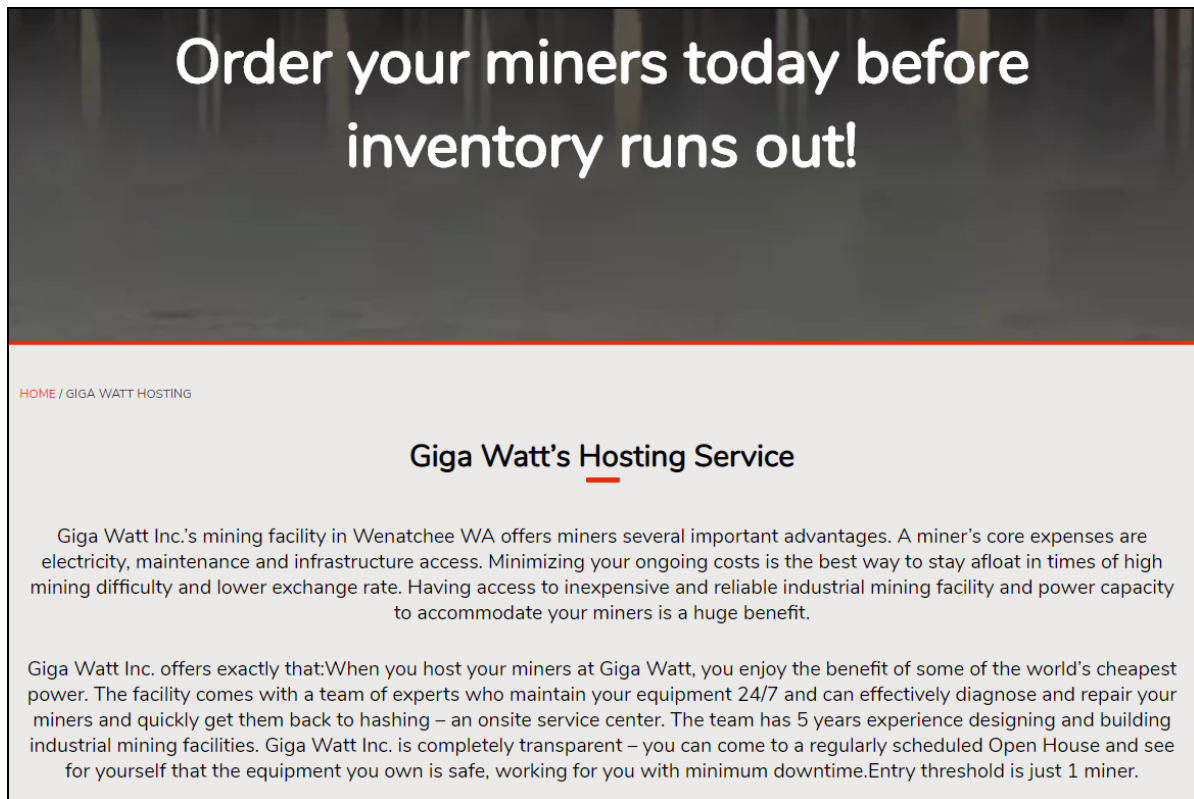 Order your miners today before
inventory runs out!
HOME / GIGA WATT HOSTING
Giga Watt’s Hosting Service
Giga Watt Inc.’s mining facility in Wenatchee WA offers miners several important advantages. A miner’s core expenses are
electricity, maintenance and infrastructure access. Minimizing your ongoing costs is the best way to stay afloat in times of high
mining difficulty and lower exchange rate. Having access to inexpensive and reliable industrial mining facility and power capacity
to accommodate your miners is a huge benefit.
Giga Watt Inc. offers exactly that:When you host your miners at Giga Watt, you enjoy the benefit of some of the world’s cheapest
power. The facility comes with a team of experts who maintain your equipment 24/7 and can effectively diagnose and repair your
miners and quickly get them back to hashing – an onsite service center. The team has 5 years experience designing and building
industrial mining facilities. Giga Watt Inc. is completely transparent – you can come to a regularly scheduled Open House and see
for yourself that the equipment you own is safe, working for you with minimum downtime.Entry threshold is just 1 miner.